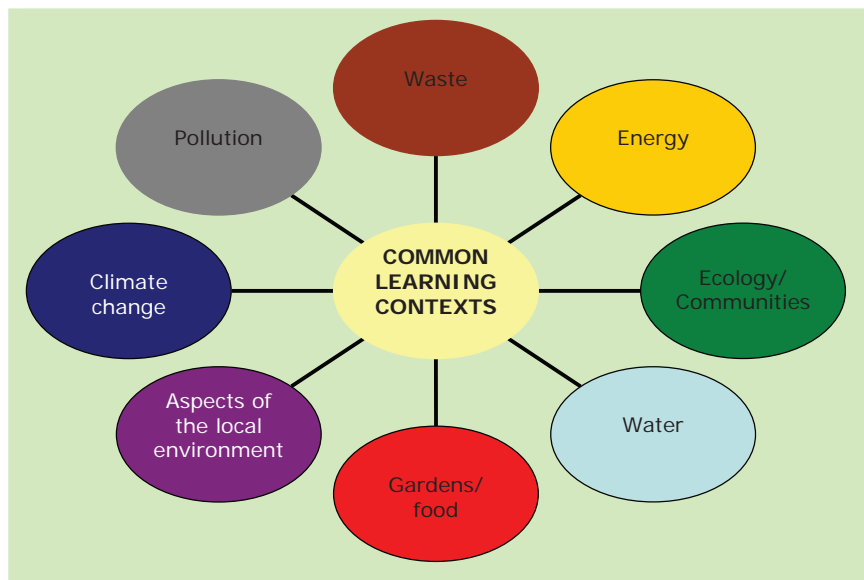 Waste
Pollution
Energy
COMMON
LEARNING
CONTEXTS
Climate
change
Ecology/
Communities
Aspects of
the local
environment
Water
Gardens/
food